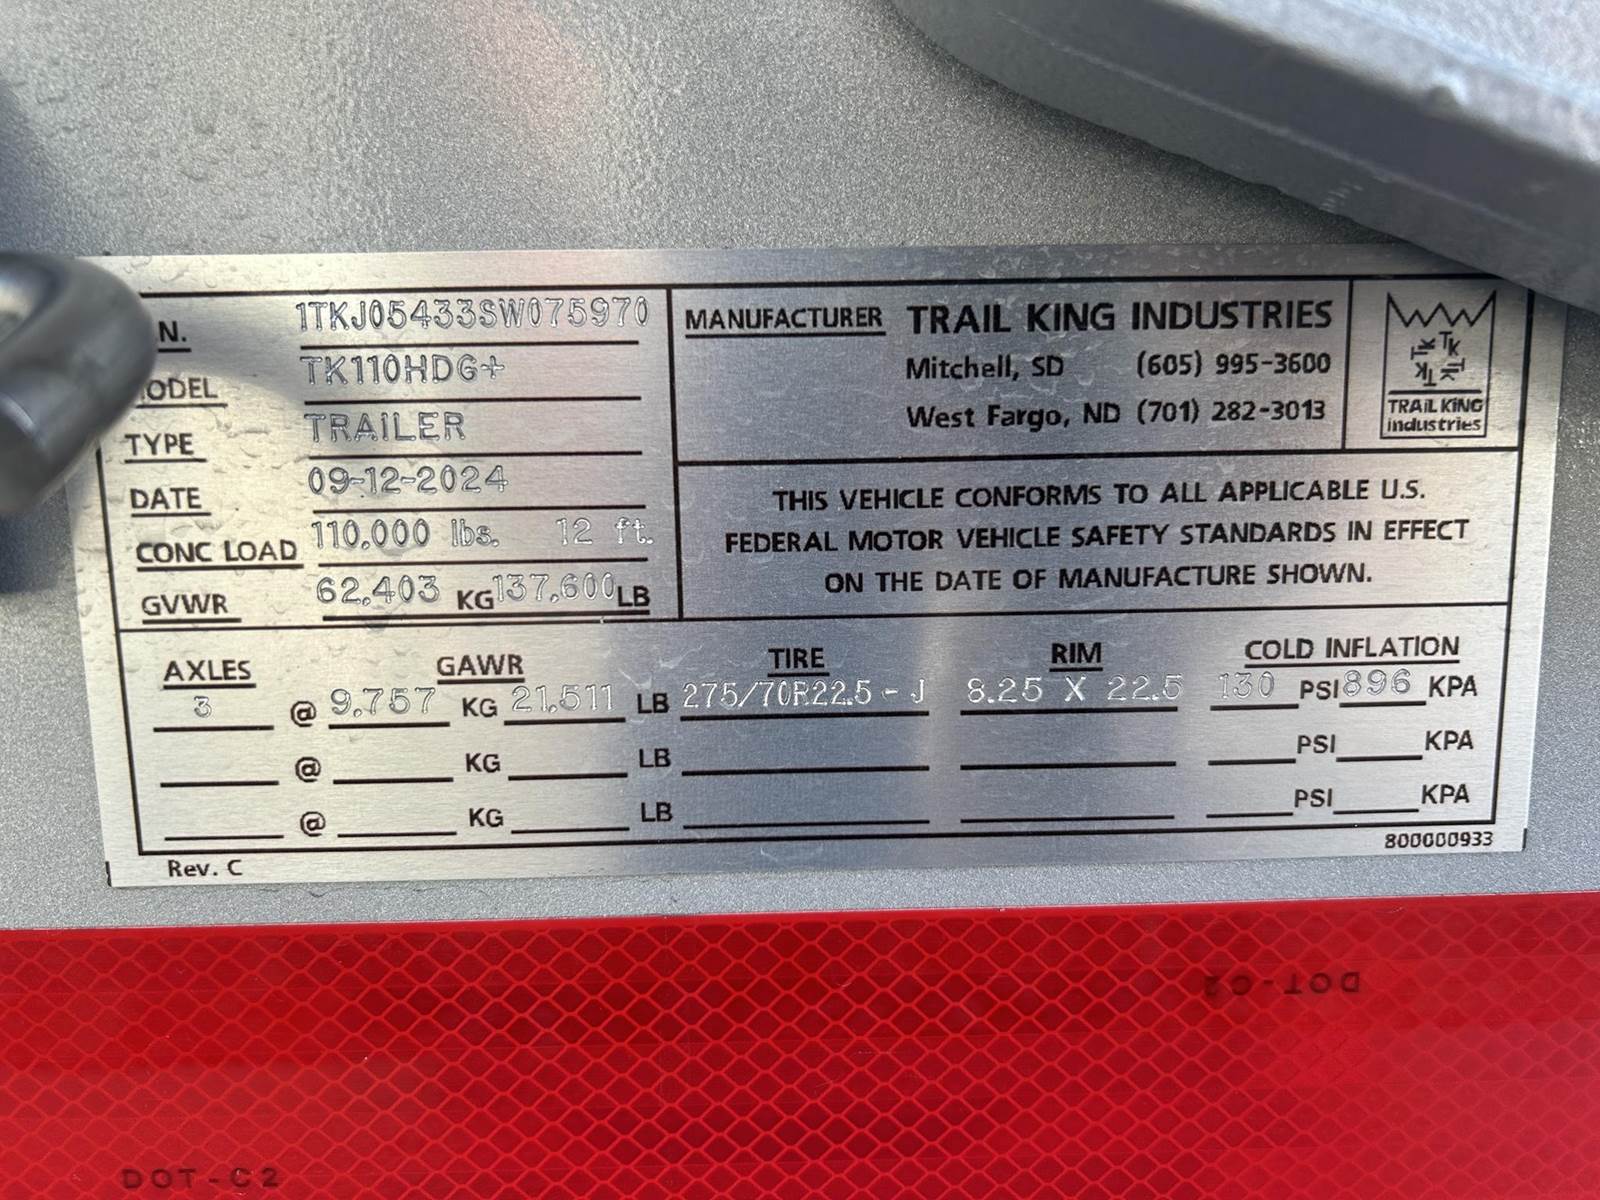 .N. 1TKJ05433SW075970
MODEL TK110HDG+
TYPE TRAILER
DATE 09-12-2024
CONC LOAD 110,000 lbs. 12 ft.
GVWR 62,403 KG 137,600 LB
MANUFACTURER TRAIL KING INDUSTRIES
Mitchell, SD (605) 995-3600
West Fargo, ND (701) 282-3013
TK TK TK TK
TRAIL KING
industries
THIS VEHICLE CONFORMS TO ALL APPLICABLE U.S.
FEDERAL MOTOR VEHICLE SAFETY STANDARDS IN EFFECT
ON THE DATE OF MANUFACTURE SHOWN.
AXLES GAWR TIRE RIM COLD INFLATION
3 @ 9,757 KG 21,511 LB 275/70R22.5 - J 8.25 X 22.5 130 PSI 896 KPA
@ KG LB PSI KPA
@ KG LB PSI KPA
Rev. C 800000933
DOT-C2
DOT-C2